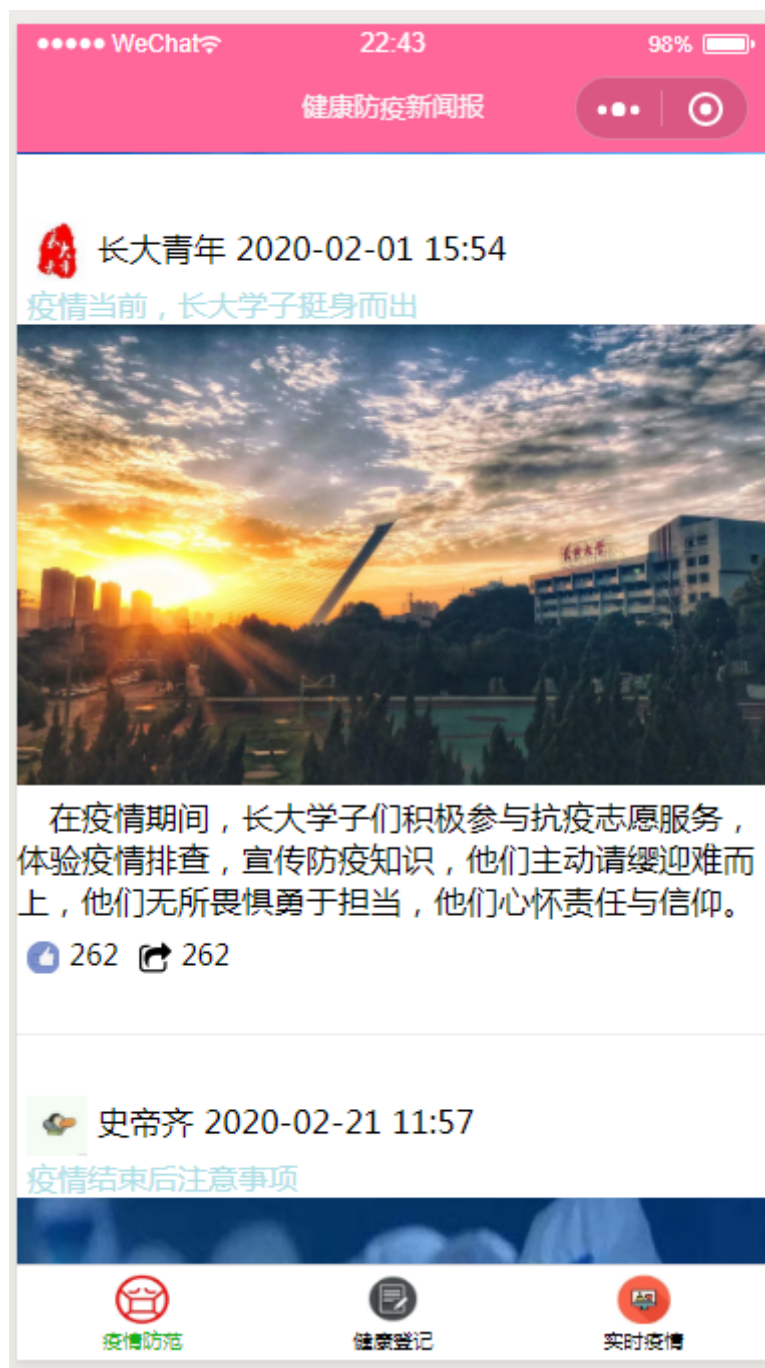 WeChat 22:43 98%
健康防疫新闻报
长大青年 2020-02-01 15:54
疫情当前，长大学子挺身而出
在疫情期间，长大学子们积极参与抗疫志愿服务，
体验疫情排查，宣传防疫知识，他们主动请缨迎难而
上，他们无所畏惧勇于担当，他们心怀责任与信仰。
262 262
史帝齐 2020-02-21 11:57
疫情结束后注意事项
疫情防范 健康登记 实时疫情